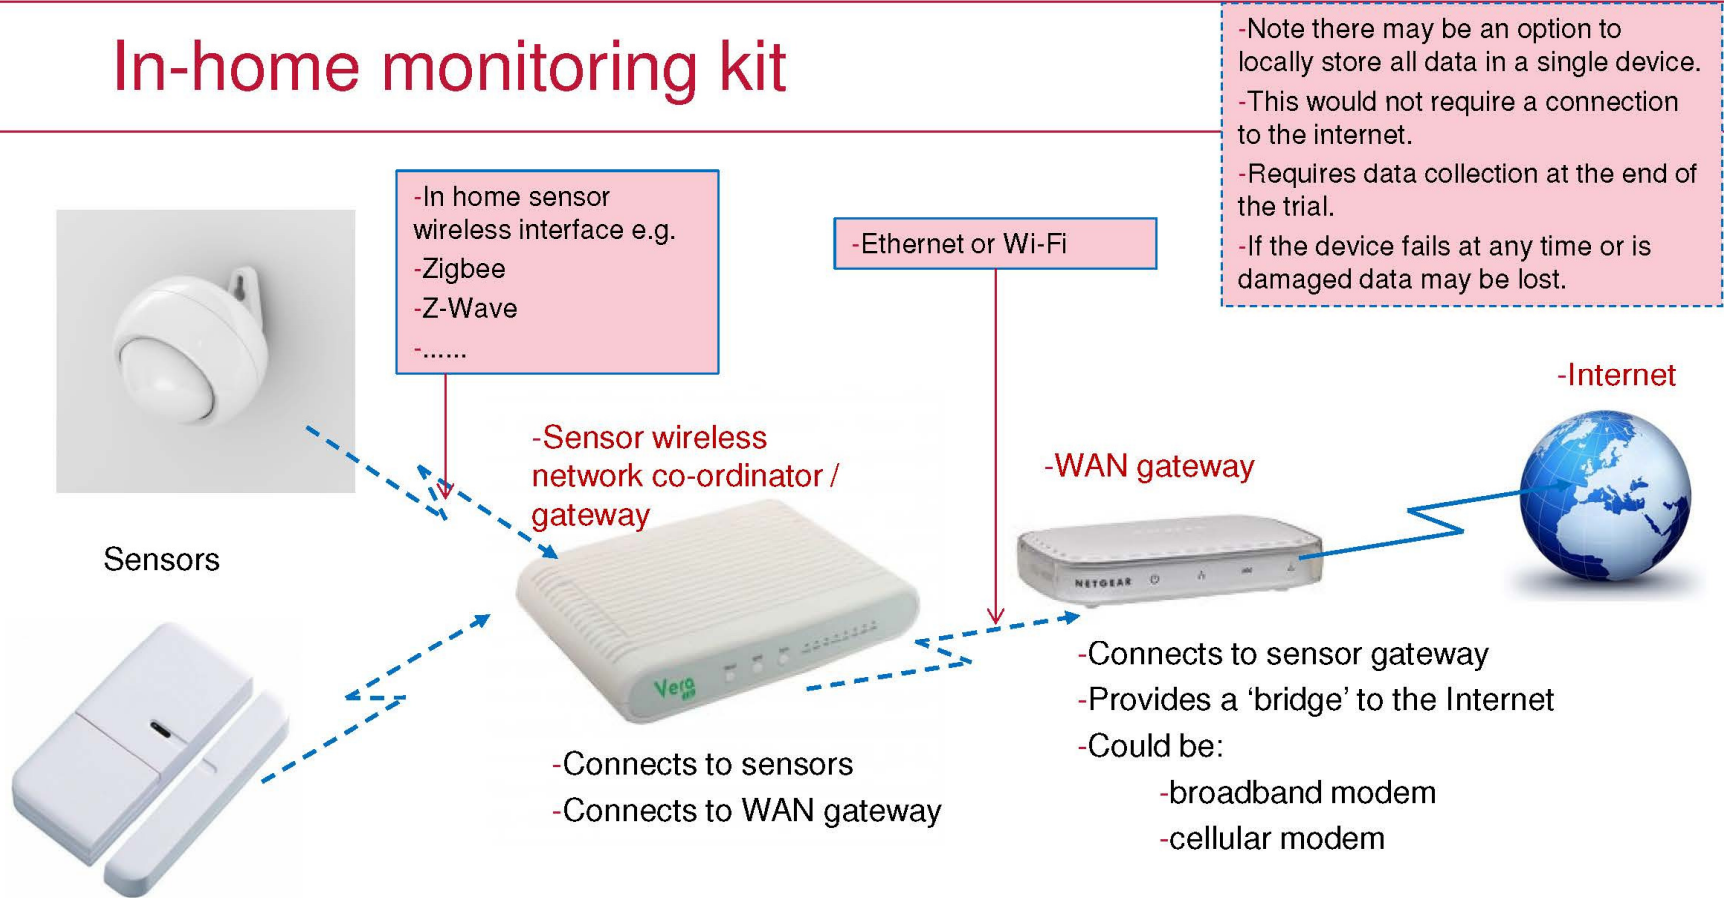 In-home monitoring kit
-Note there may be an option to
locally store all data in a single device.
-This would not require a connection
to the internet.
-Requires data collection at the end of
the trial.
-If the device fails at any time or is
damaged data may be lost.
-In home sensor
wireless interface e.g.
-Zigbee
-Z-Wave
-......
-Ethernet or Wi-Fi
-Internet
-Sensor wireless
network co-ordinator /
gateway
-WAN gateway
Sensors
NETGEAR
Vera
-Connects to sensors
-Connects to WAN gateway
-Connects to sensor gateway
-Provides a ‘bridge’ to the Internet
-Could be:
-broadband modem
-cellular modem